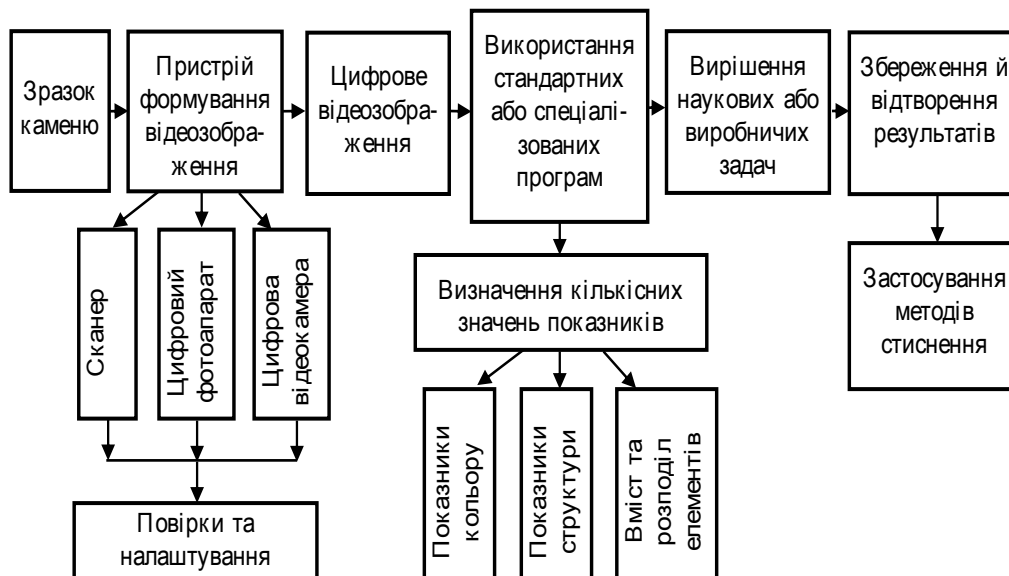 Зразок
каменю
Пристрій
формування
відеозобра-
ження
Цифрове
відеозобра-
ження
Використання
стандартних
або спеціалі-
зованих
програм
Вирішення
наукових або
виробничих
задач
Збереження й
відтворення
результатів
Сканер
Цифровий
фотоапарат
Цифрова
відеокамера
Визначення кількісних
значень показників
Застосування
методів
стиснення
Повірки та
налаштування
Показники
кольору
Показники
структури
Вміст та
розподіл
елементів